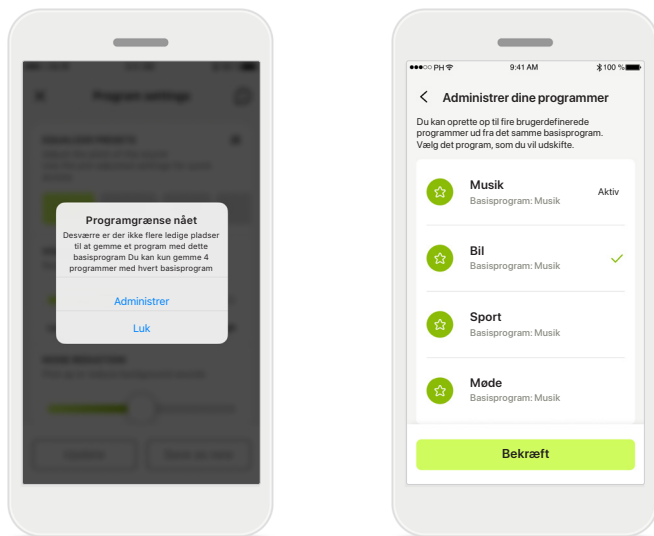 Program settings
Programgrænse nået
Desværre er der ikke flere ledige pladser
til at gemme et program med dette
basisprogram Du kan kun gemme 4
programmer med hvert basisprogram
Administrer
Luk
PH
9:41 AM
100 %
Administrer dine programmer
Du kan oprette op til fire brugerdefinerede
programmer ud fra det samme basisprogram.
Vælg det program, som du vil udskifte.
Musik
Aktiv
Basisprogram: Musik
Bil
Basisprogram: Musik
Sport
Basisprogram: Musik
Møde
Basisprogram: Musik
Bekræft